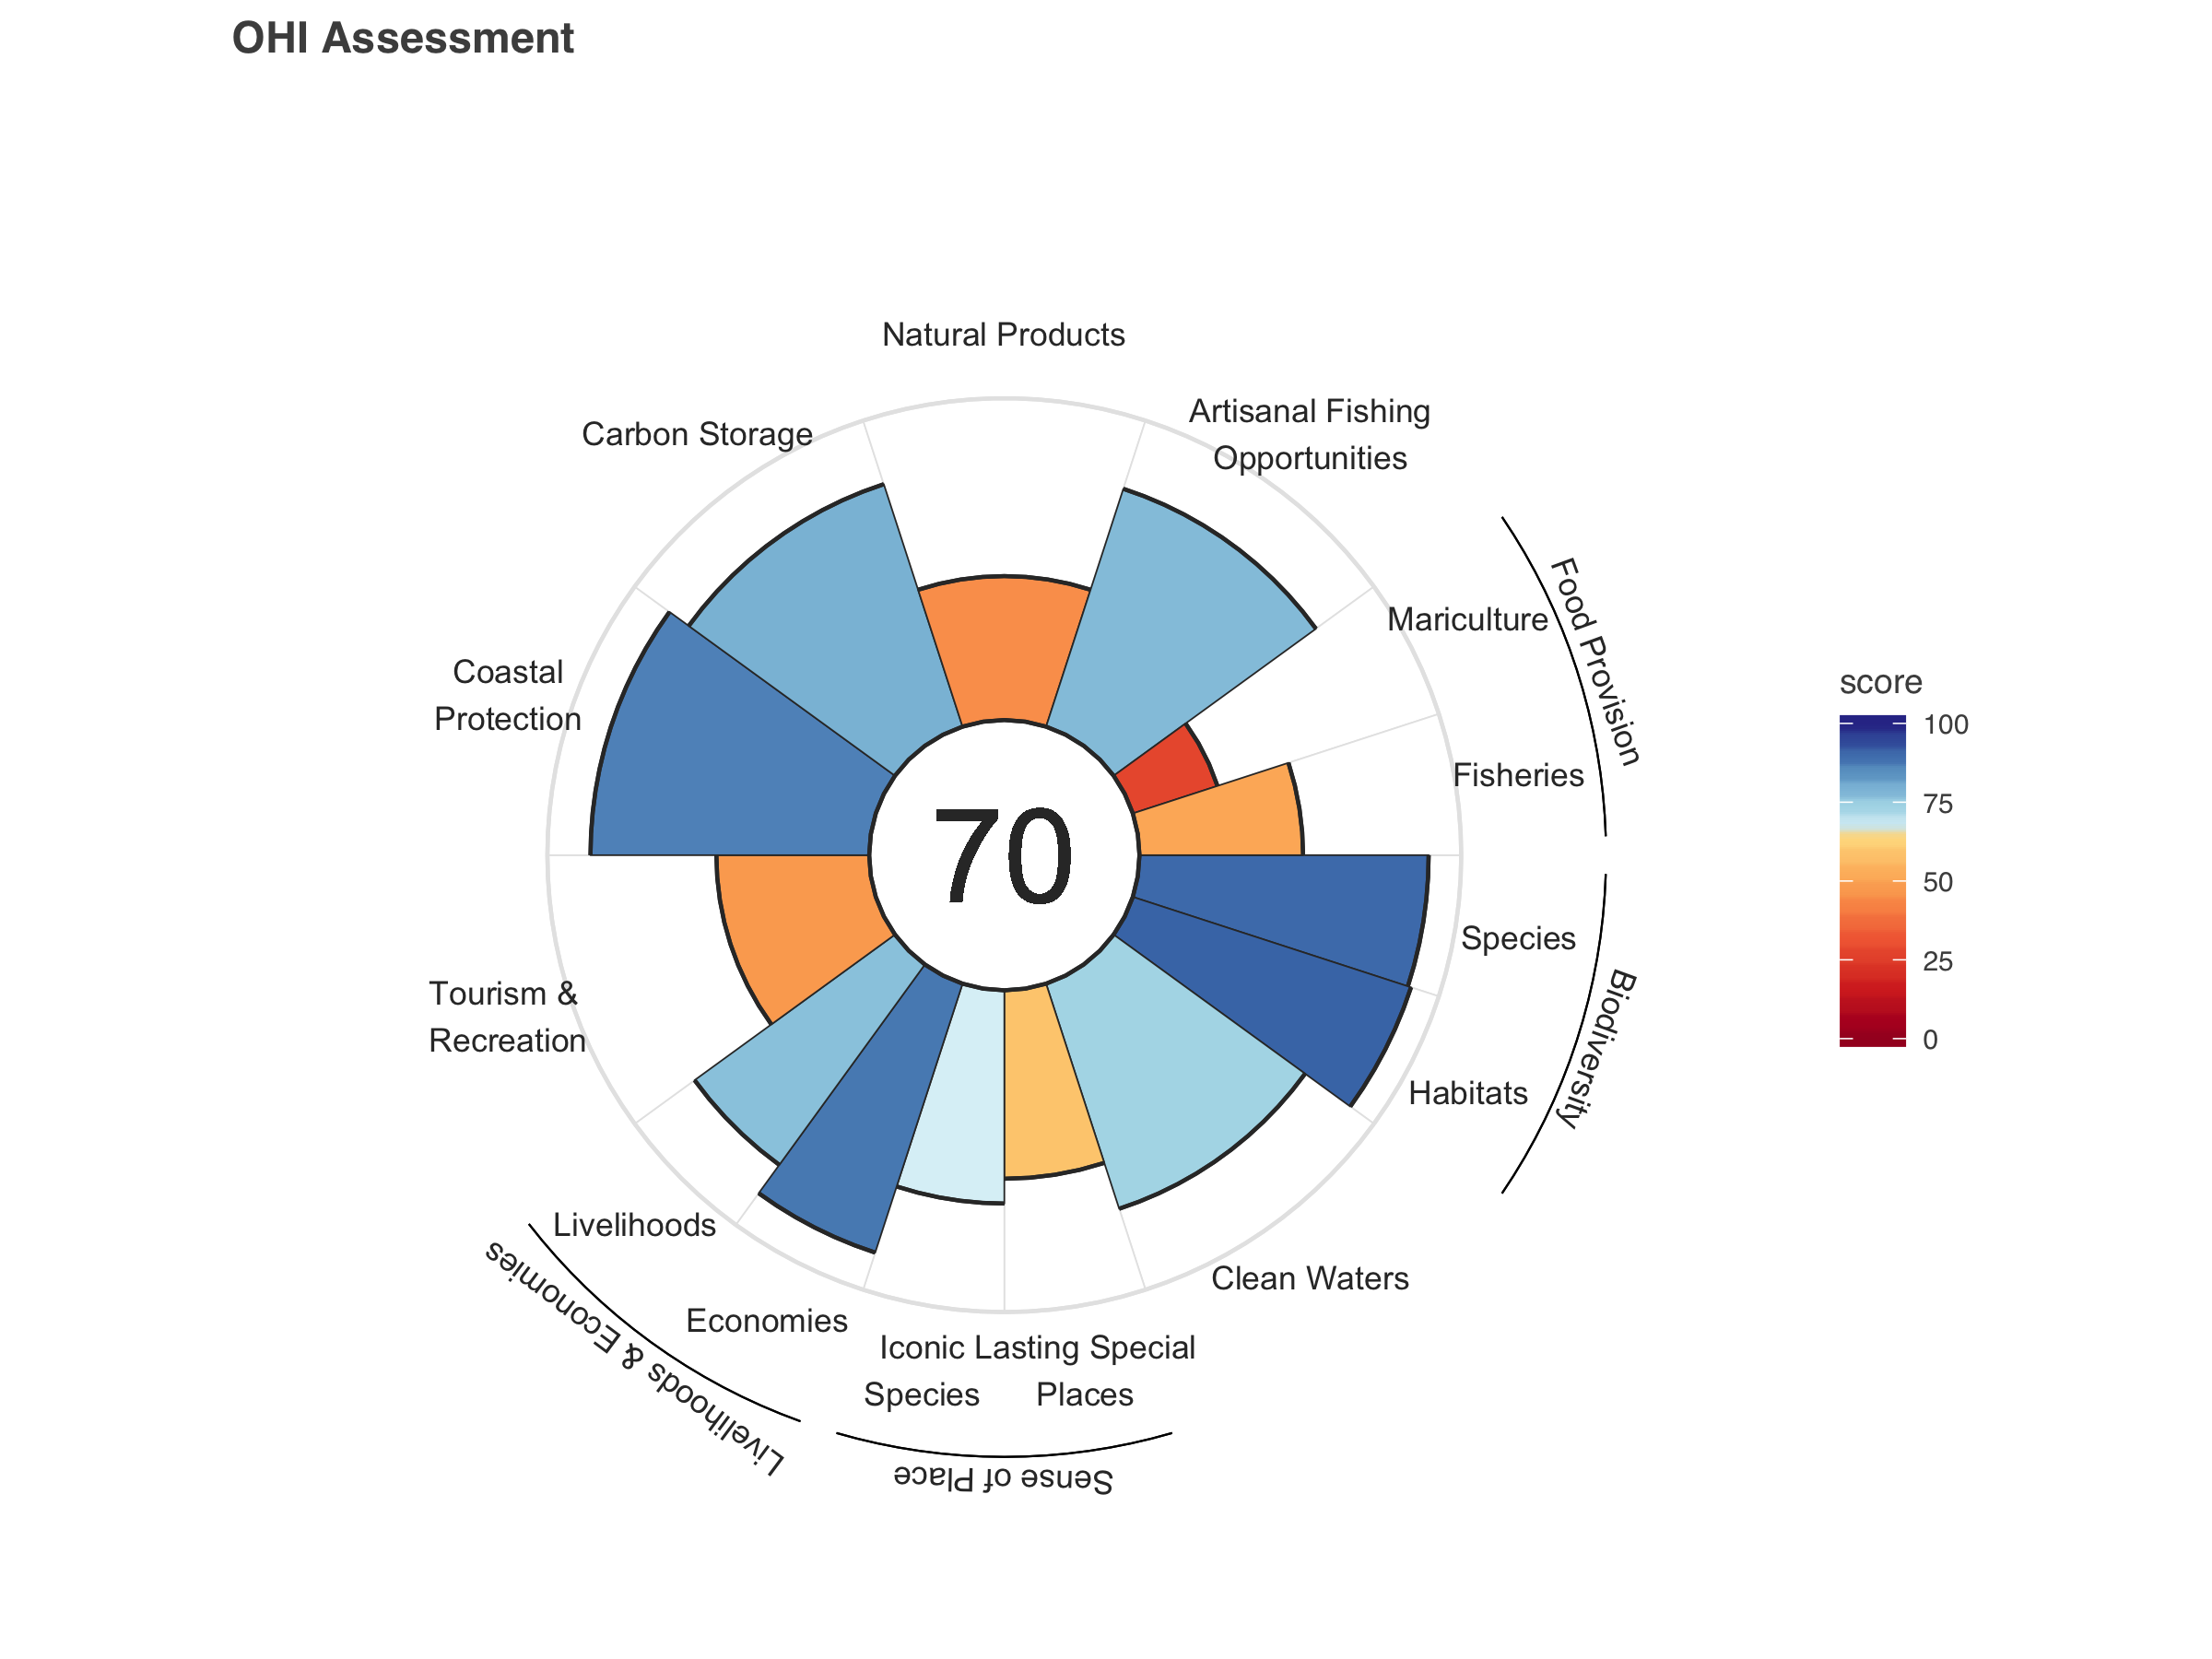 OHI Assessment
Natural Products
Artisanal Fishing
Opportunities
Carbon Storage
Mariculture
Food Provision
Coastal
Protection
Fisheries
score
100
75
50
25
0
70
Species
Biodiversity
Tourism &
Recreation
Habitats
Livelihoods
Clean Waters
Economies
Livelihoods & Economies
Iconic Lasting Special
Species Places
Sense of Place